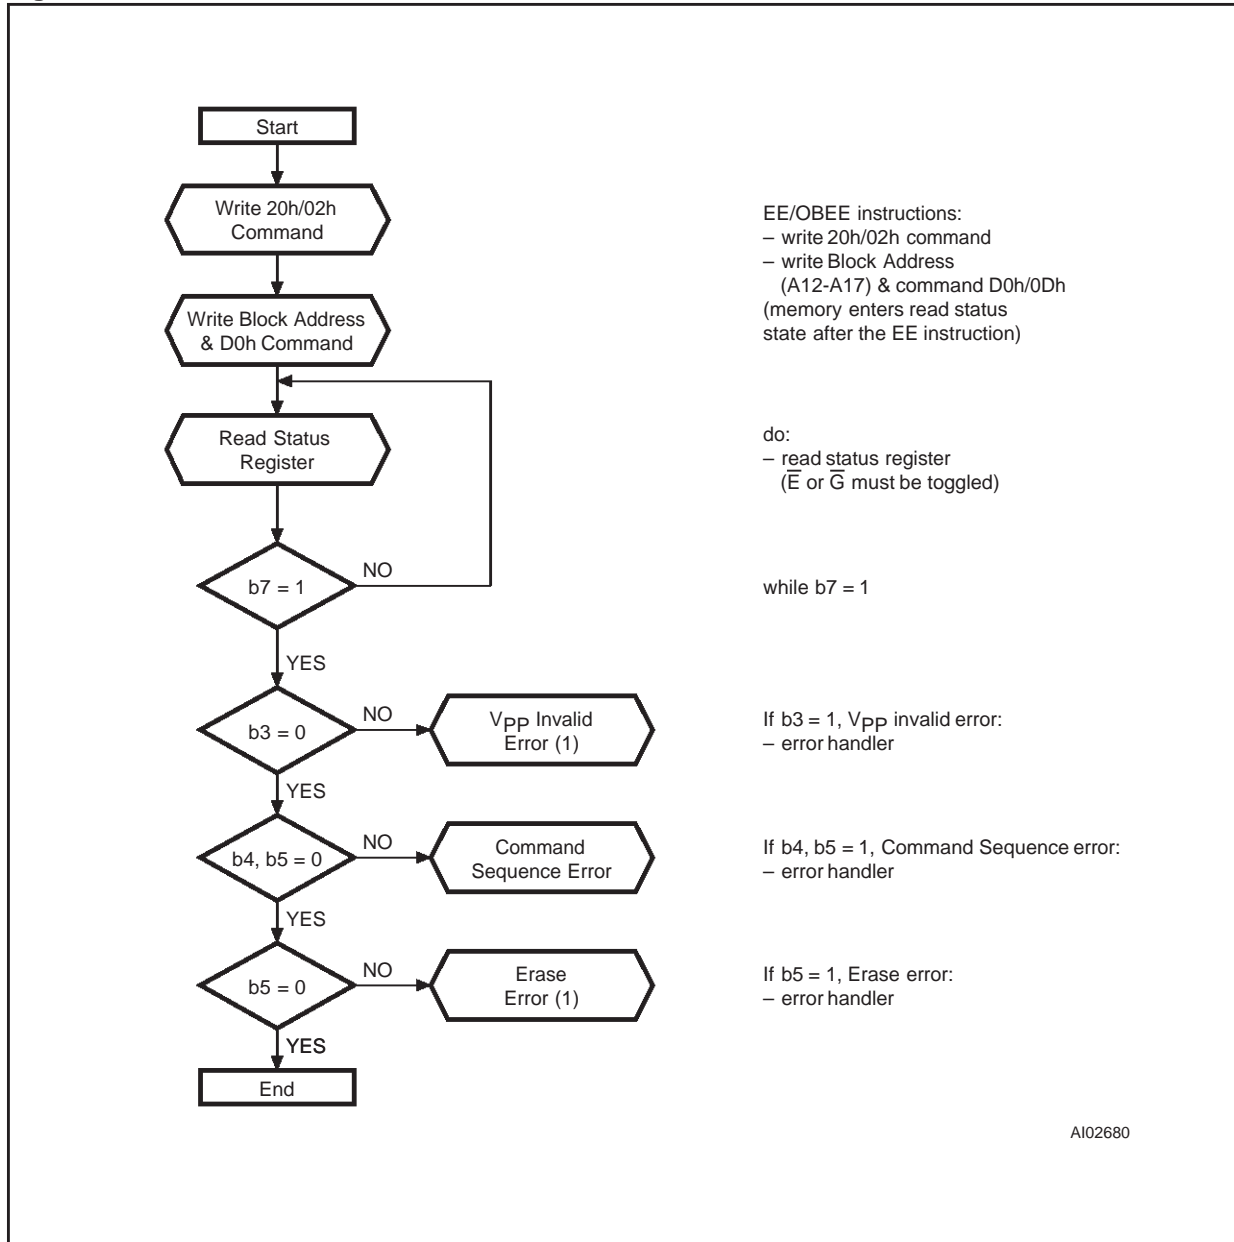 Start
Write 20h/02h
Command
EE/OBEE instructions:
– write 20h/02h command
– write Block Address
(A12-A17) & command D0h/0Dh
(memory enters read status
state after the EE instruction)
Write Block Address
& D0h Command
Read Status
Register
do:
– read status register
(E̅ or G̅ must be toggled)
b7 = 1
NO
while b7 = 1
YES
b3 = 0
NO
VPP Invalid
Error (1)
If b3 = 1, VPP invalid error:
– error handler
YES
b4, b5 = 0
NO
Command
Sequence Error
If b4, b5 = 1, Command Sequence error:
– error handler
YES
b5 = 0
NO
Erase
Error (1)
If b5 = 1, Erase error:
– error handler
YES
End
AI02680